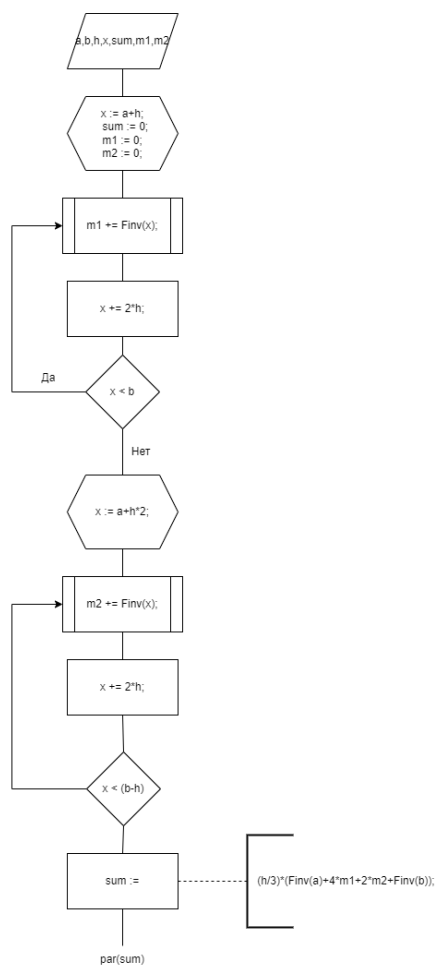 a,b,h,x,sum,m1,m2
x := a+h;
sum := 0;
m1 := 0;
m2 := 0;
m1 += Finv(x);
x += 2*h;
Да
x < b
Нет
x := a+h*2;
m2 += Finv(x);
x += 2*h;
x < (b-h)
sum :=
(h/3)*(Finv(a)+4*m1+2*m2+Finv(b));
par(sum)